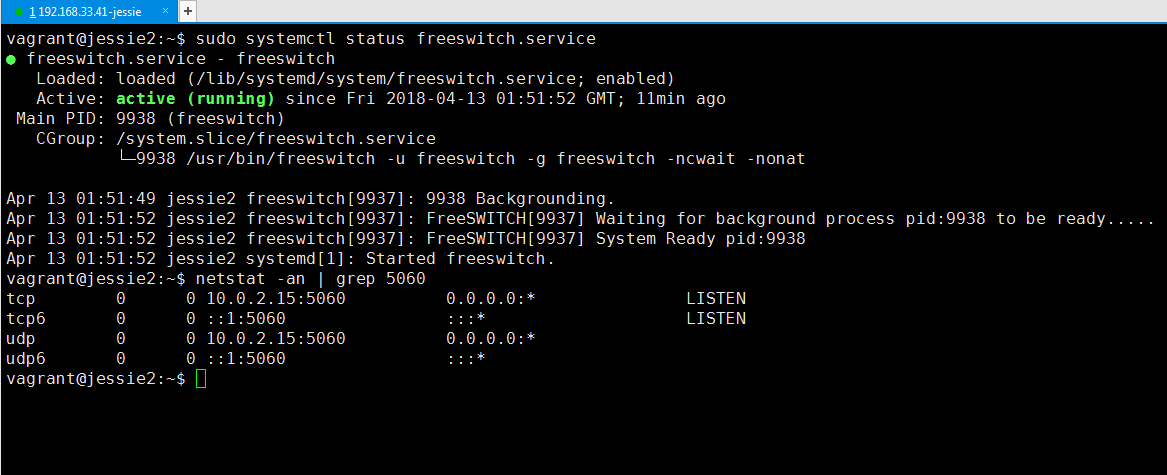 1 192.168.33.41-jessie × +
vagrant@jessie2:~$ sudo systemctl status freeswitch.service
● freeswitch.service - freeswitch
   Loaded: loaded (/lib/systemd/system/freeswitch.service; enabled)
   Active: active (running) since Fri 2018-04-13 01:51:52 GMT; 11min ago
 Main PID: 9938 (freeswitch)
   CGroup: /system.slice/freeswitch.service
           └─9938 /usr/bin/freeswitch -u freeswitch -g freeswitch -ncwait -nonat

Apr 13 01:51:49 jessie2 freeswitch[9937]: 9938 Backgrounding.
Apr 13 01:51:52 jessie2 freeswitch[9937]: FreeSWITCH[9937] Waiting for background process pid:9938 to be ready.....
Apr 13 01:51:52 jessie2 freeswitch[9937]: FreeSWITCH[9937] System Ready pid:9938
Apr 13 01:51:52 jessie2 systemd[1]: Started freeswitch.
vagrant@jessie2:~$ netstat -an | grep 5060
tcp        0      0 10.0.2.15:5060          0.0.0.0:*               LISTEN
tcp6       0      0 ::1:5060                :::*                    LISTEN
udp        0      0 10.0.2.15:5060          0.0.0.0:*
udp6       0      0 ::1:5060                :::*
vagrant@jessie2:~$